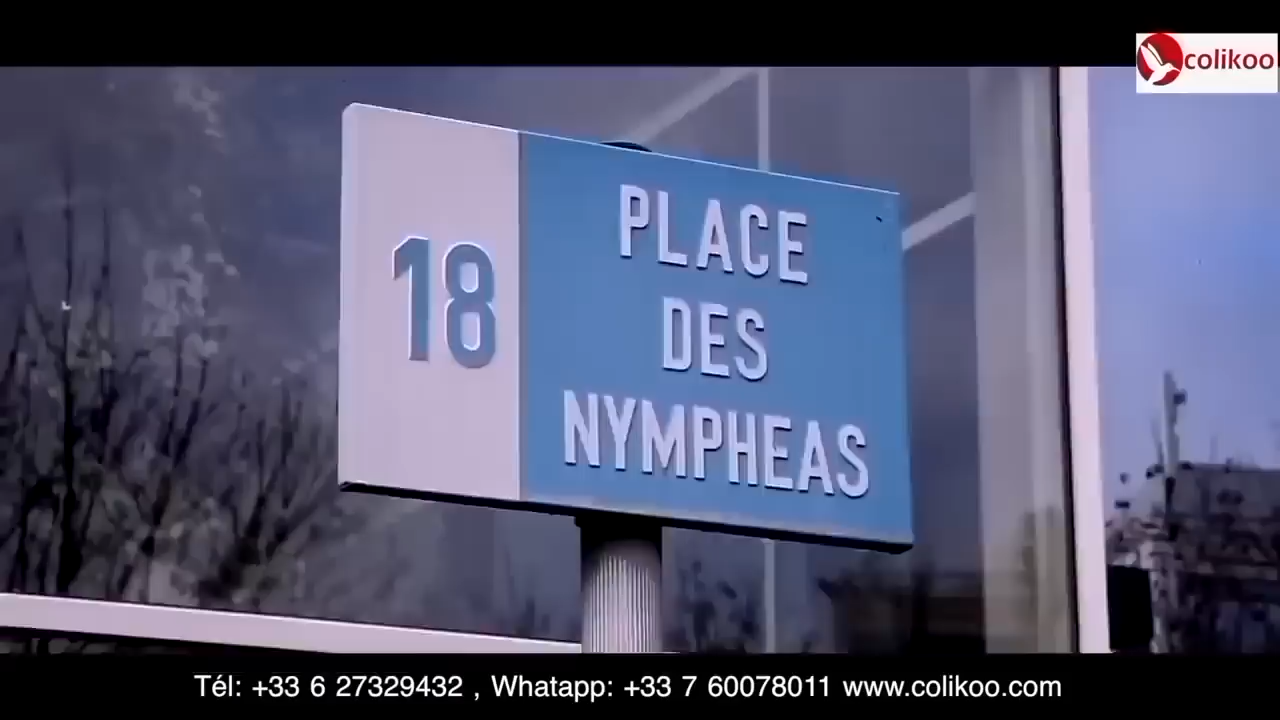 colikoo
18
PLACE
DES
NYMPHEAS
Tél: +33 6 27329432 , Whatapp: +33 7 60078011 www.colikoo.com